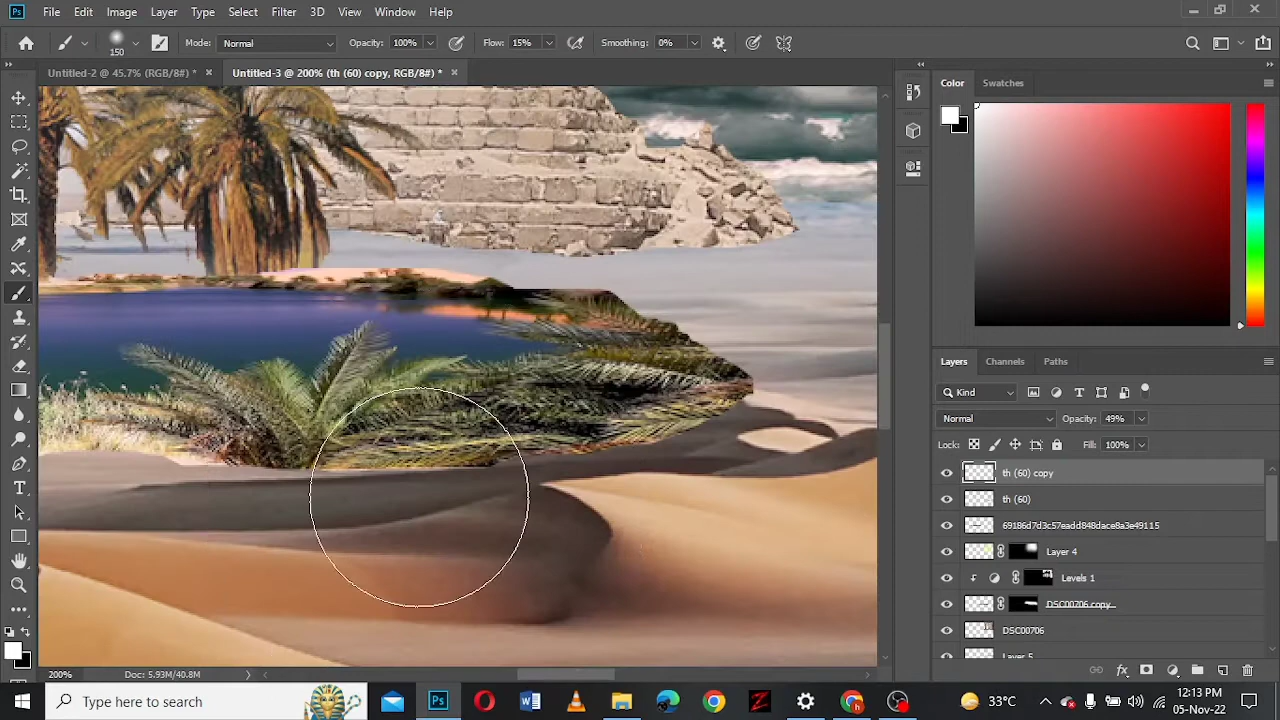 Ps File Edit Image Layer Type Select Filter 3D View Window Help
150 Mode: Normal Opacity: 100% Flow: 15% Smoothing: 0%
Untitled-2 @ 45.7% (RGB/8#) * × Untitled-3 @ 200% (th (60) copy, RGB/8#) * ×
Color Swatches
Layers Channels Paths
Kind
Normal Opacity: 49%
Lock: Fill: 100%
th (60) copy
th (60)
69186d7d3c57eadd848dace8a3e49115
Layer 4
Levels 1
DSC00706 copy...
DSC00706
Layer 5
200% Doc: 5.93M/40.8M
Type here to search
33°C
2:13 PM
05-Nov-22